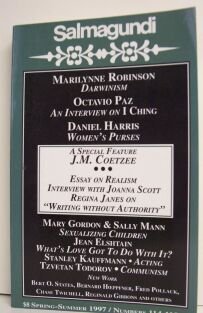 Salmagundi
MARILYNNE ROBINSON
DARWINISM
OCTAVIO PAZ
AN INTERVIEW ON I CHING
DANIEL HARRIS
WOMEN'S PURSES
A SPECIAL FEATURE
J.M. COETZEE
•••
ESSAY ON REALISM
INTERVIEW WITH JOANNA SCOTT
REGINA JANES ON
"WRITING WITHOUT AUTHORITY"
MARY GORDON & SALLY MANN
SEXUALIZING CHILDREN
JEAN ELSHTAIN
WHAT'S LOVE GOT TO DO WITH IT?
STANLEY KAUFFMANN • ACTING
TZVETAN TODOROV • COMMUNISM
NEW WORK
BERT O. STATES, BERNARD HEPPENER, FRED POLLACK,
CHASE TWICHELL, REGINALD GIBBONS AND OTHERS
$8 SPRING-SUMMER 1997 / NUMBERS